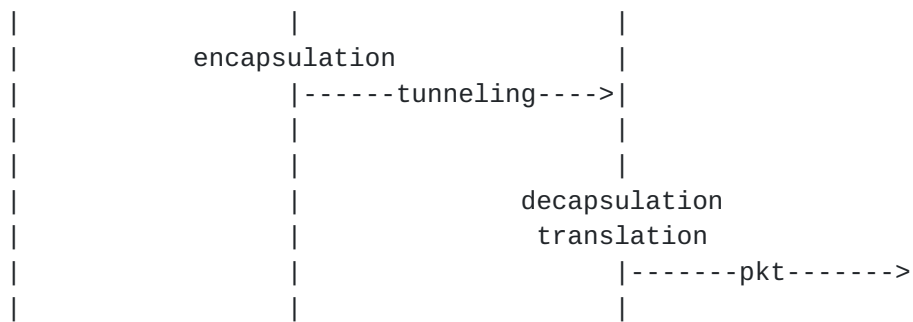 |                 |                   |
|           encapsulation             |
|                 |------tunneling---->|
|                 |                   |
|                 |                   |
|                 |             decapsulation
|                 |              translation
|                 |                   |-------pkt------->
|                 |                   |